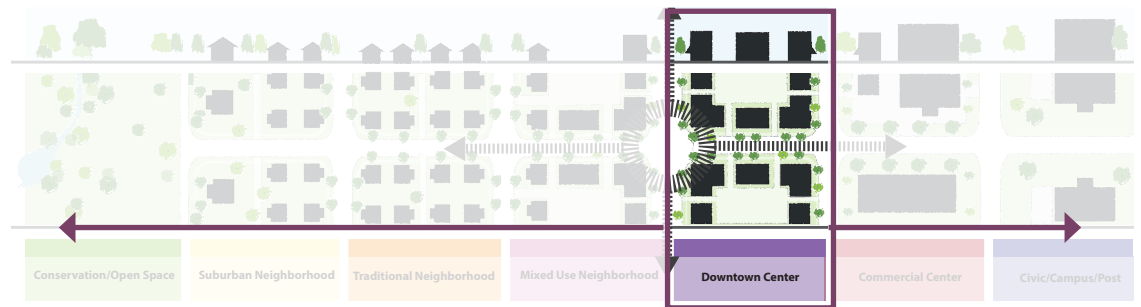 Conservation/Open Space
Suburban Neighborhood
Traditional Neighborhood
Mixed Use Neighborhood
Downtown Center
Commercial Center
Civic/Campus/Post